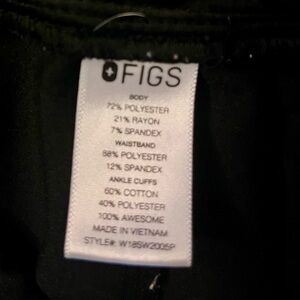 FIGS
BODY
72% POLYESTER
21% RAYON
7% SPANDEX
WAISTBAND
88% POLYESTER
12% SPANDEX
ANKLE CUFFS
60% COTTON
40% POLYESTER
100% AWESOME
MADE IN VIETNAM
STYLE#: W18SW2005P